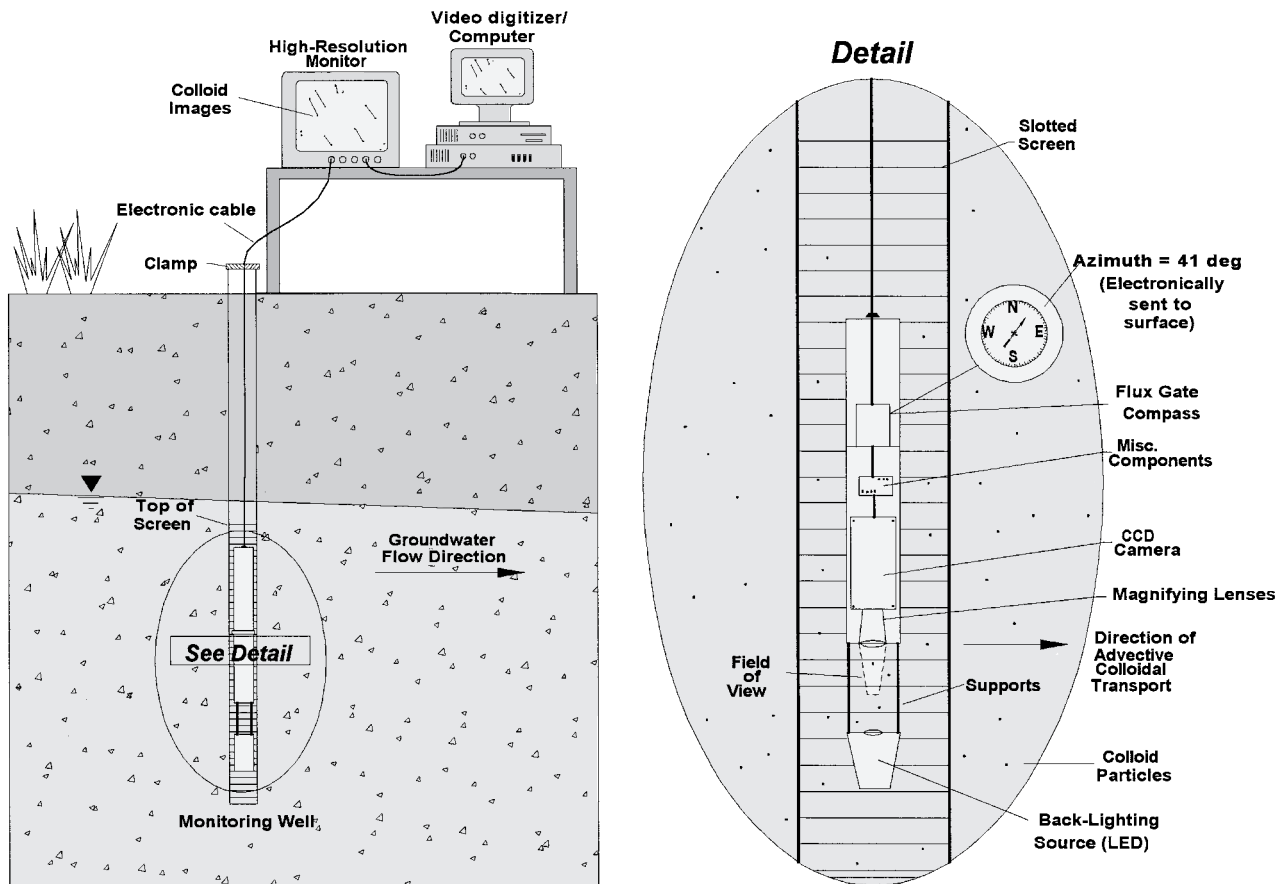 Video digitizer/
Computer
High-Resolution
Monitor
Colloid
Images
Electronic cable
Clamp
Top of
Screen
Groundwater
Flow Direction
See Detail
Monitoring Well
Detail
Slotted
Screen
Azimuth = 41 deg
(Electronically
sent to
surface)
N
W E
S
Flux Gate
Compass
Misc.
Components
CCD
Camera
Magnifying Lenses
Direction of
Advective
Colloidal
Transport
Field
of
View
Supports
Colloid
Particles
Back-Lighting
Source (LED)